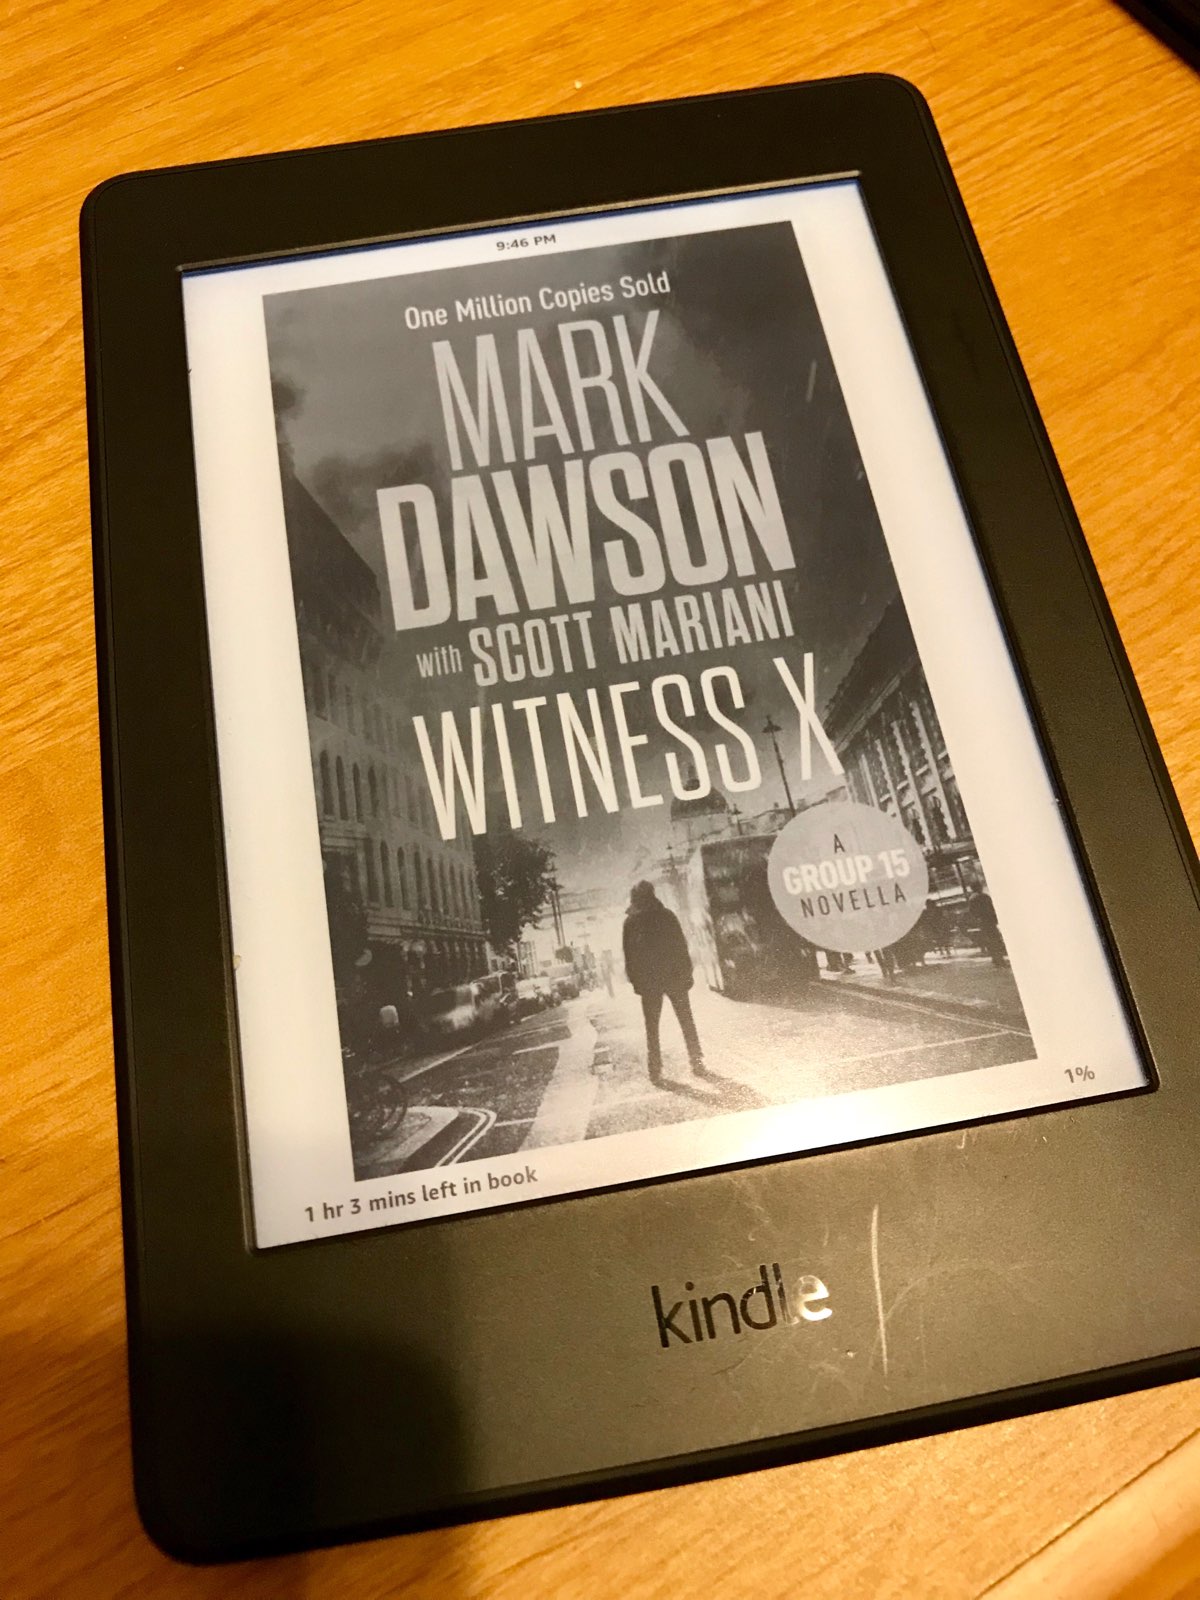 9:46 PM
One Million Copies Sold
MARK
DAWSON
with SCOTT MARIANI
WITNESS X
A
GROUP 15
NOVELLA
1%
1 hr 3 mins left in book
kindle